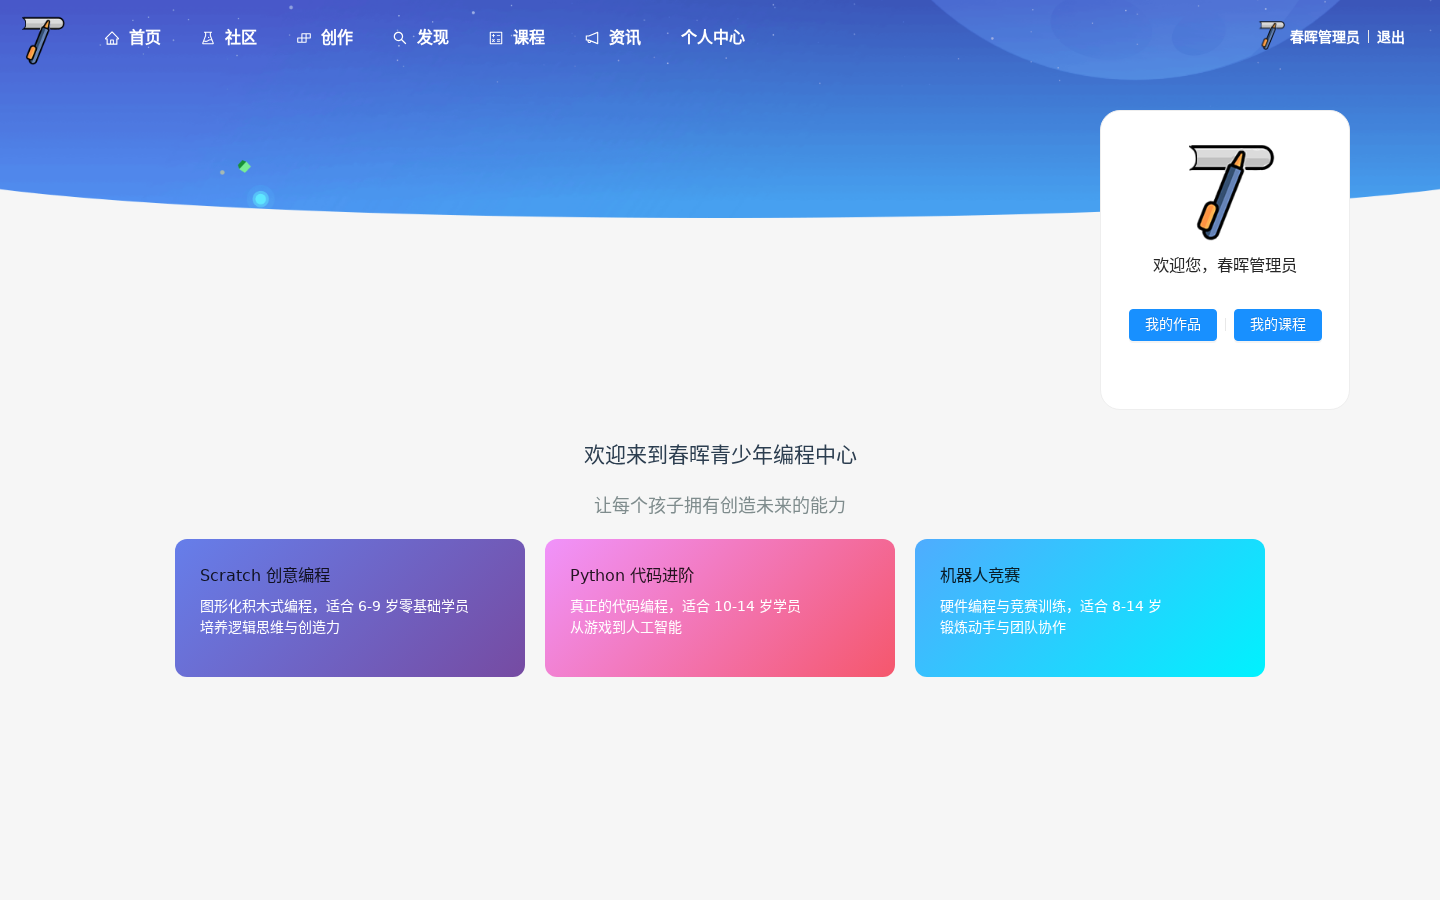 首页
社区
创作
发现
课程
资讯
个人中心
春晖管理员
退出
欢迎您，春晖管理员
我的作品
我的课程
欢迎来到春晖青少年编程中心
让每个孩子拥有创造未来的能力
Scratch 创意编程
图形化积木式编程，适合 6-9 岁零基础学员
培养逻辑思维与创造力
Python 代码进阶
真正的代码编程，适合 10-14 岁学员
从游戏到人工智能
机器人竞赛
硬件编程与竞赛训练，适合 8-14 岁
锻炼动手与团队协作